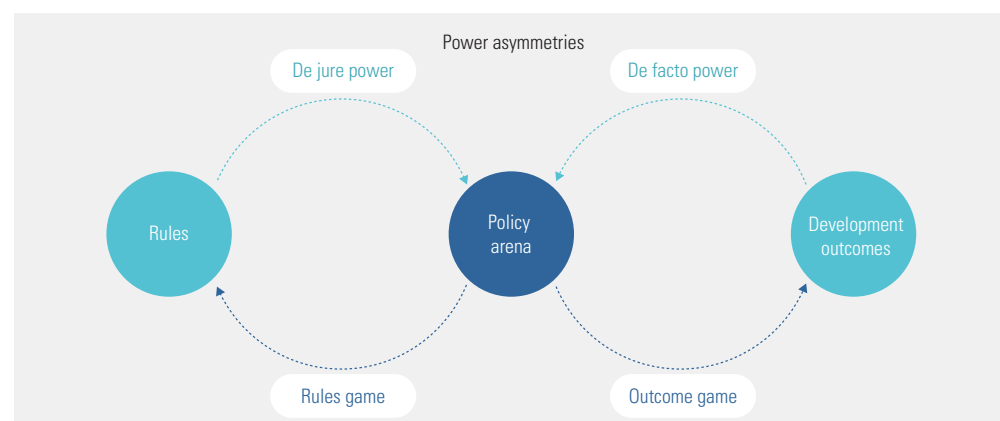 Power asymmetries
De jure power
De facto power
Rules
Policy
arena
Development
outcomes
Rules game
Outcome game